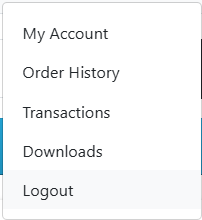 My Account
Order History
Transactions
Downloads
Logout